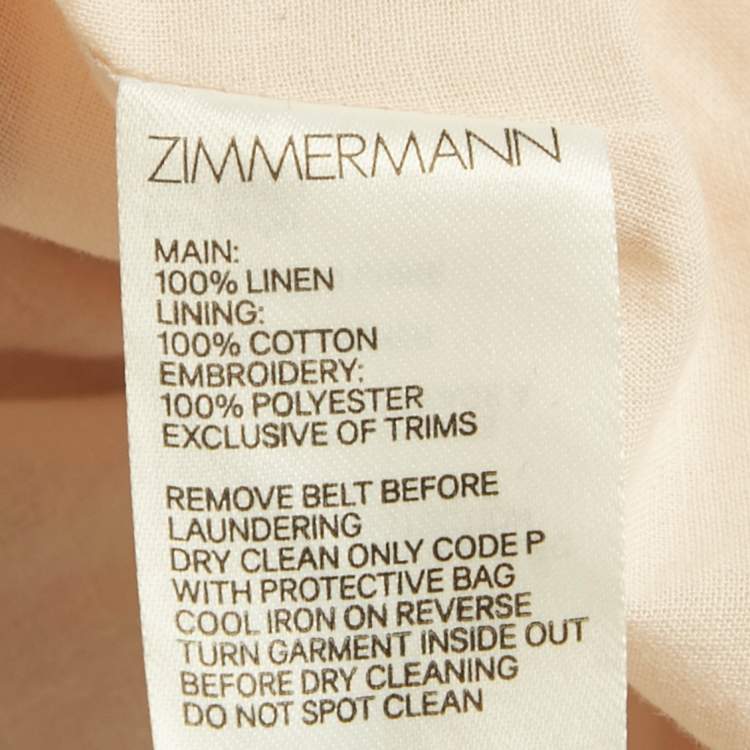 ZIMMERMANN
MAIN:
100% LINEN
LINING:
100% COTTON
EMBROIDERY:
100% POLYESTER
EXCLUSIVE OF TRIMS
REMOVE BELT BEFORE
LAUNDERING
DRY CLEAN ONLY CODE P
WITH PROTECTIVE BAG
COOL IRON ON REVERSE
TURN GARMENT INSIDE OUT
BEFORE DRY CLEANING
DO NOT SPOT CLEAN